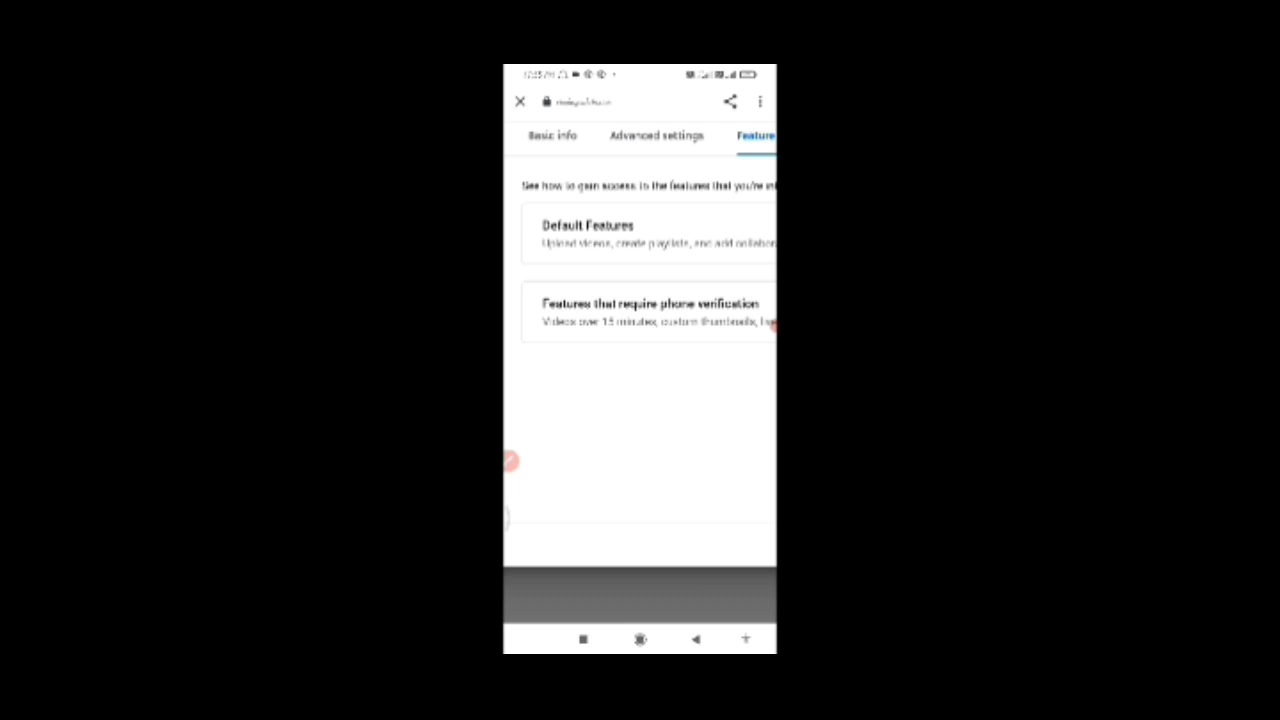 Basic info Advanced settings Feature
See how to gain access to the features that you're
Default Features
Upload videos, create playlists, and add collabor
Features that require phone verification
Videos over 15 minutes, custom thumbnails,